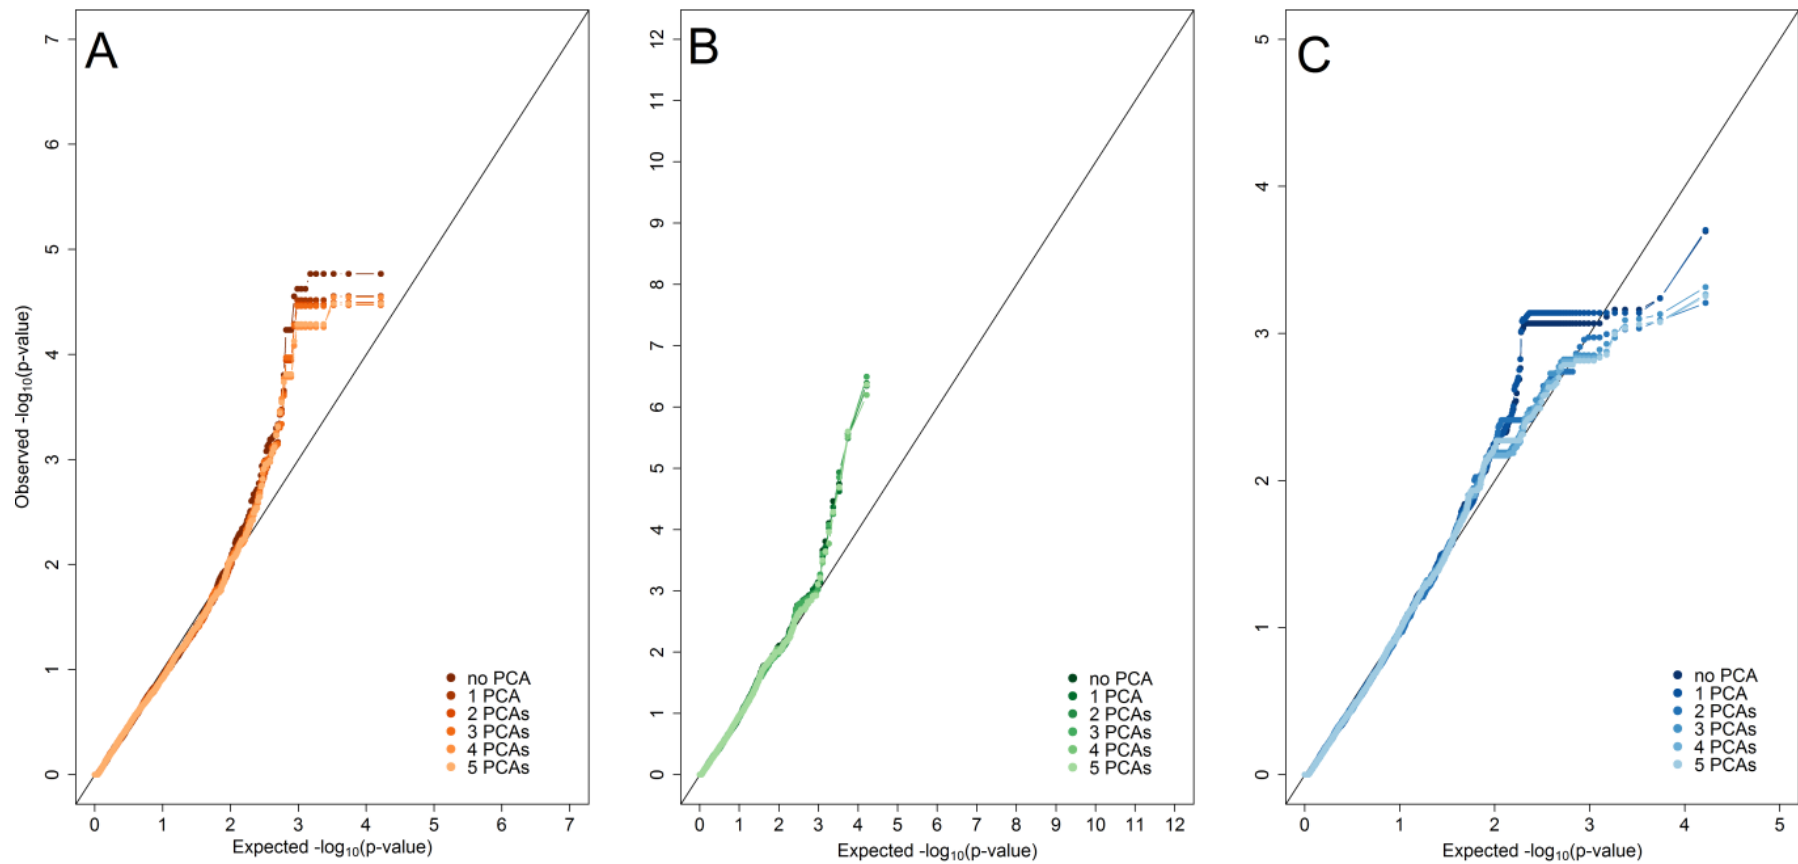 A
7
6
5
4
3
2
1
0
Observed -log10(p-value)
no PCA
1 PCA
2 PCAs
3 PCAs
4 PCAs
5 PCAs
0 1 2 3 4 5 6 7
Expected -log10(p-value)
B
12
11
10
9
8
7
6
5
4
3
2
1
0
no PCA
1 PCA
2 PCAs
3 PCAs
4 PCAs
5 PCAs
0 1 2 3 4 5 6 7 8 9 10 11 12
Expected -log10(p-value)
C
5
4
3
2
1
0
no PCA
1 PCA
2 PCAs
3 PCAs
4 PCAs
5 PCAs
0 1 2 3 4 5
Expected -log10(p-value)